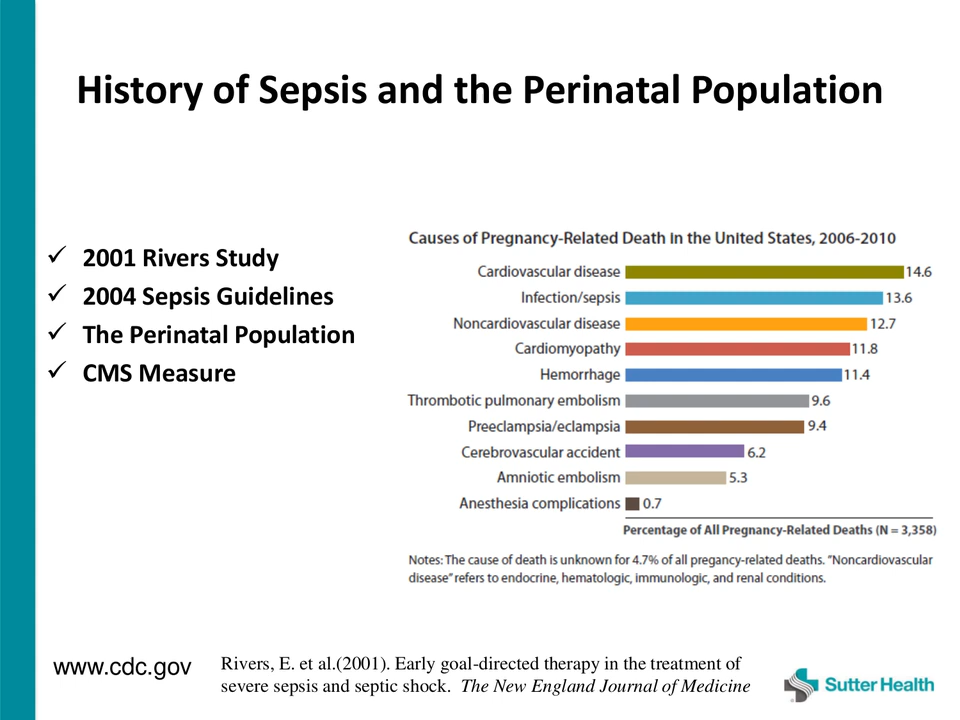 History of Sepsis and the Perinatal Population
✓ 2001 Rivers Study
✓ 2004 Sepsis Guidelines
✓ The Perinatal Population
✓ CMS Measure
Causes of Pregnancy-Related Death in the United States, 2006-2010
Cardiovascular disease 14.6
Infection/sepsis 13.6
Noncardiovascular disease 12.7
Cardiomyopathy 11.8
Hemorrhage 11.4
Thrombotic pulmonary embolism 9.6
Preeclampsia/eclampsia 9.4
Cerebrovascular accident 6.2
Amniotic embolism 5.3
Anesthesia complications 0.7
Percentage of All Pregnancy-Related Deaths (N = 3,358)
Notes: The cause of death is unknown for 4.7% of all pregancy-related deaths. "Noncardiovascular
disease" refers to endocrine, hematologic, immunologic, and renal conditions.
www.cdc.gov
Rivers, E. et al.(2001). Early goal-directed therapy in the treatment of
severe sepsis and septic shock. The New England Journal of Medicine
Sutter Health